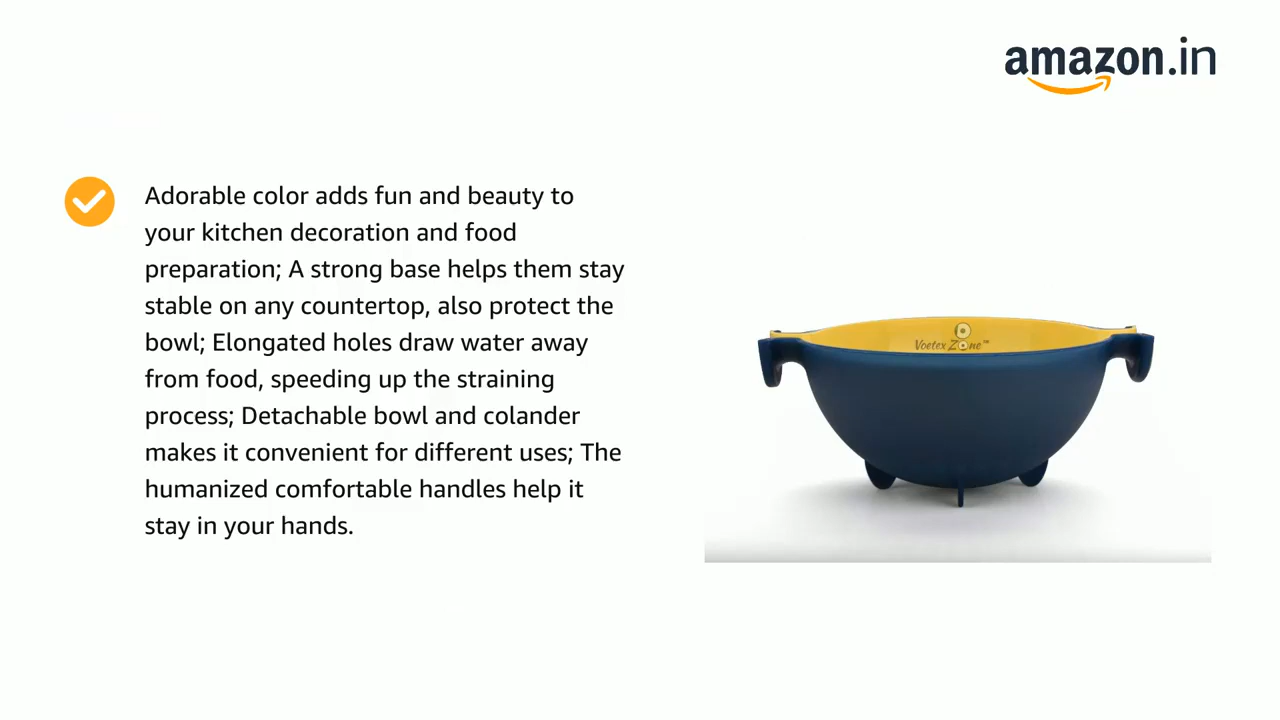 amazon.in
Adorable color adds fun and beauty to
your kitchen decoration and food
preparation; A strong base helps them stay
stable on any countertop, also protect the
bowl; Elongated holes draw water away
from food, speeding up the straining
process; Detachable bowl and colander
makes it convenient for different uses; The
humanized comfortable handles help it
stay in your hands.
Voetex Zone™